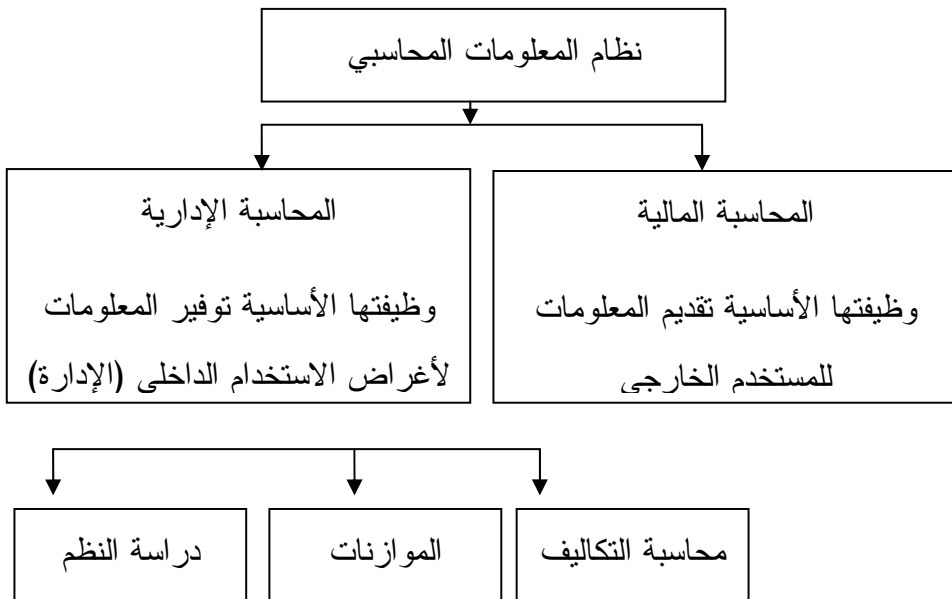 نظام المعلومات المحاسبي
المحاسبة المالية
وظيفتها الأساسية تقديم المعلومات
للمستخدم الخارجي
المحاسبة الإدارية
وظيفتها الأساسية توفير المعلومات
لأغراض الاستخدام الداخلي (الإدارة)
محاسبة التكاليف
الموازنات
دراسة النظم